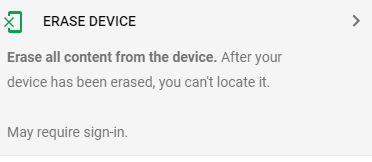 ERASE DEVICE
Erase all content from the device. After your
device has been erased, you can't locate it.
May require sign-in.